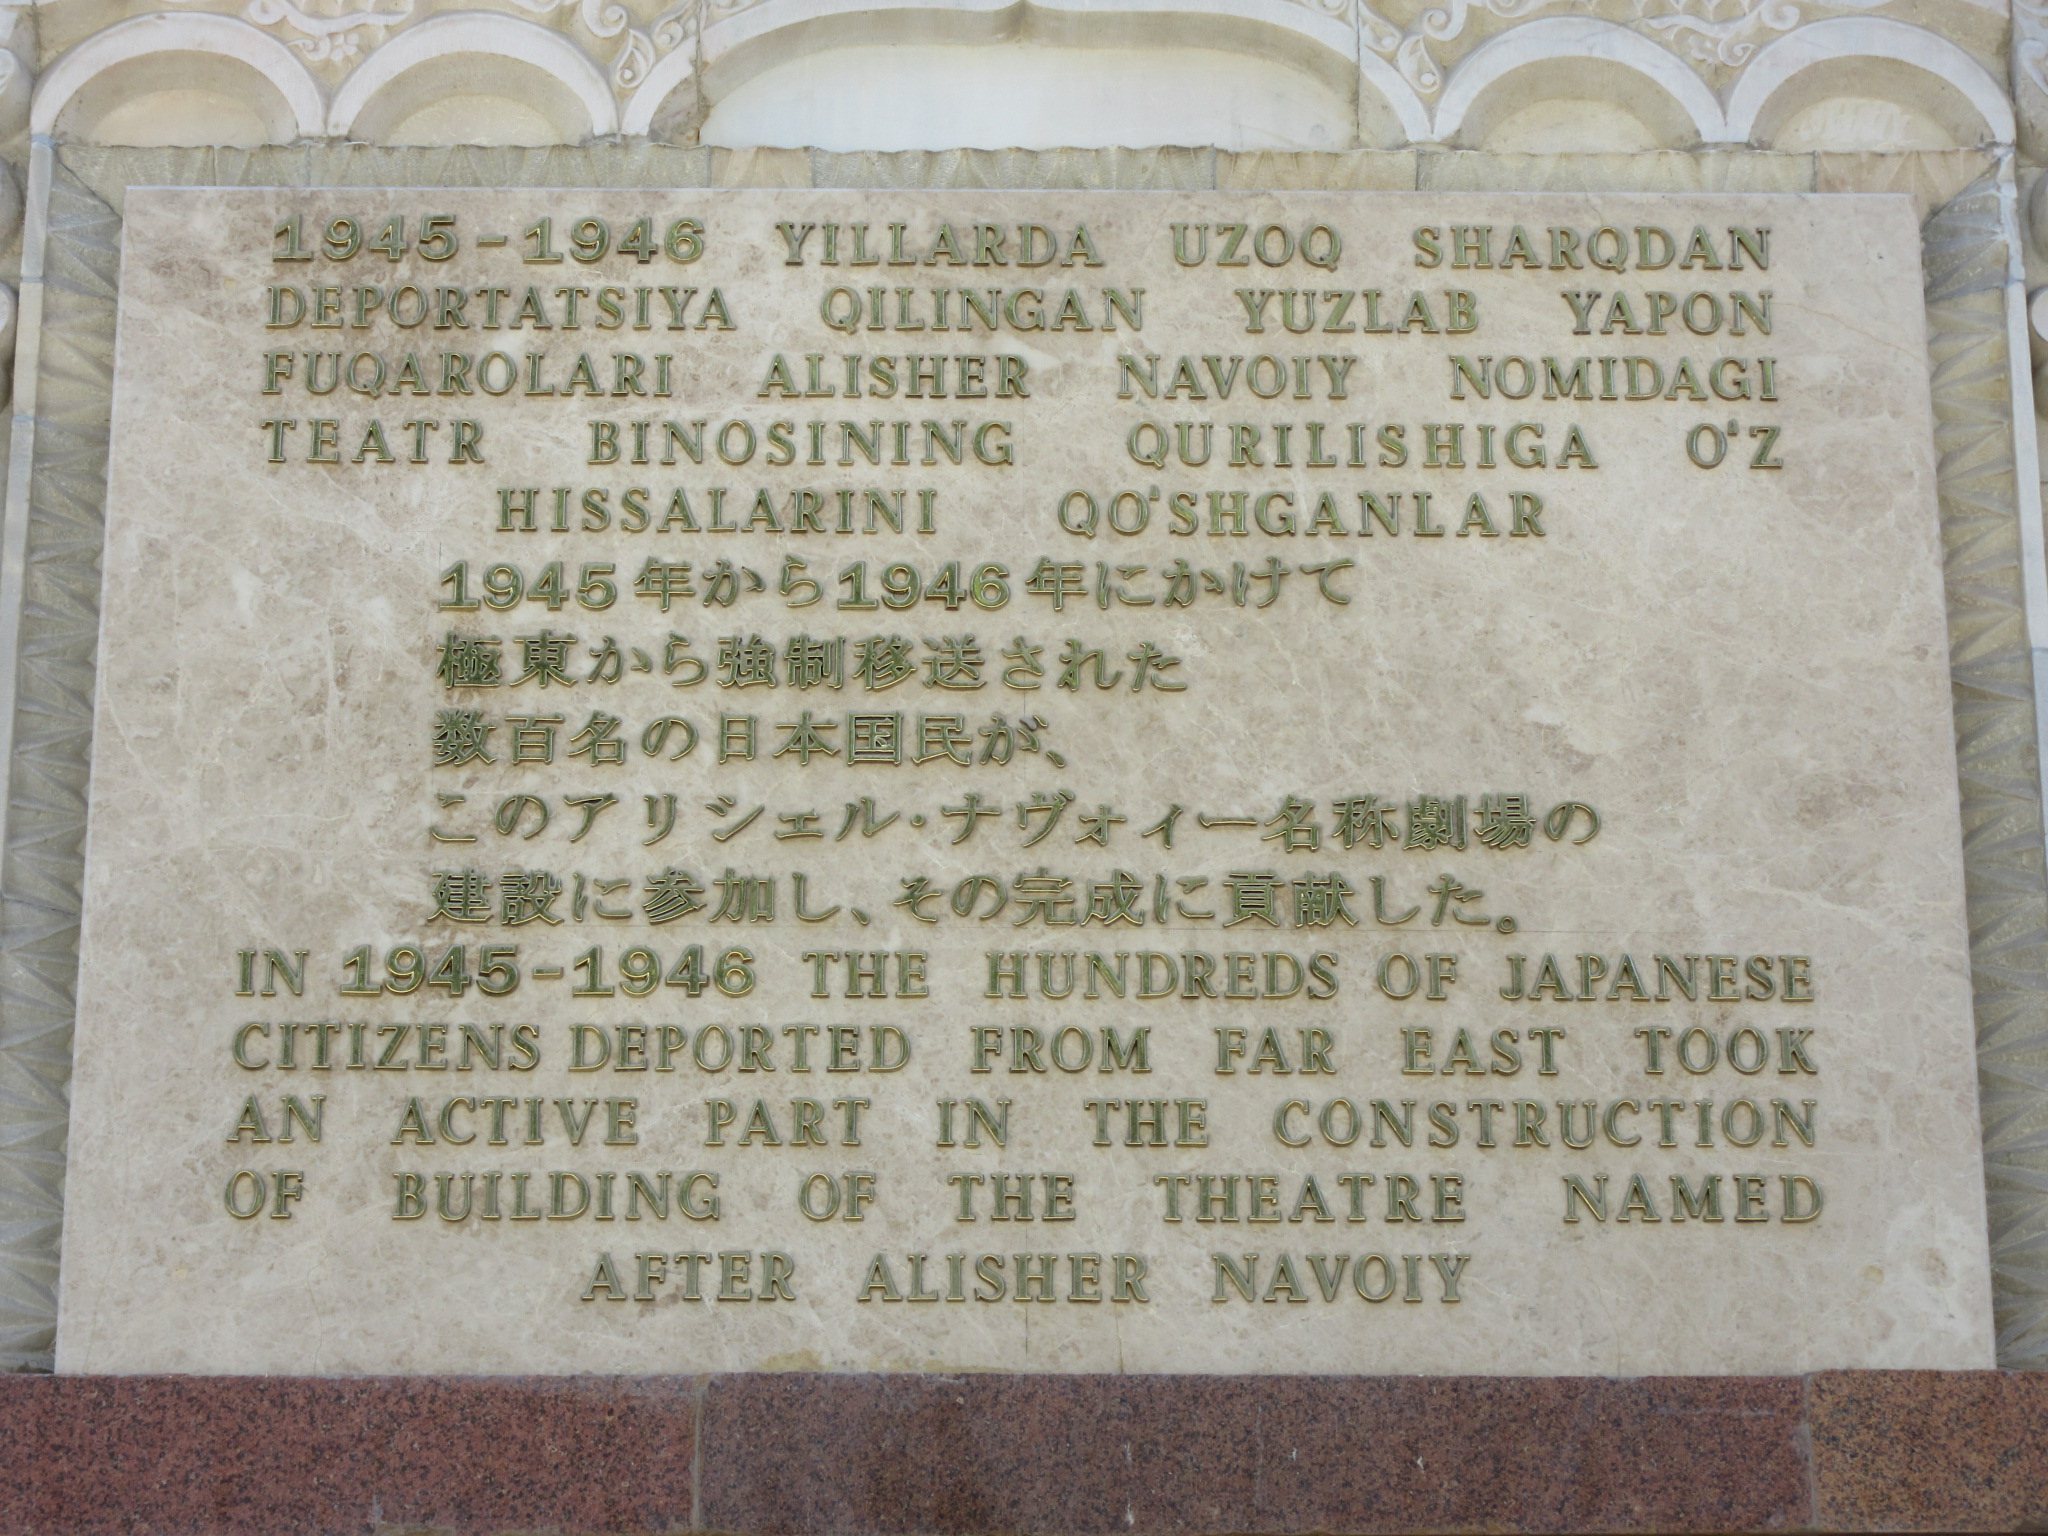 1945-1946 YILLARDA UZOQ SHARQDAN
DEPORTATSIYA QILINGAN YUZLAB YAPON
FUQAROLARI ALISHER NAVOIY NOMIDAGI
TEATR BINOSINING QURILISHIGA O'Z
HISSALARINI QO'SHGANLAR
1945年から1946年にかけて
極東から強制移送された
数百名の日本国民が、
このアリシェル・ナヴォィー名称劇場の
建設に参加し、その完成に貢献した。
IN 1945-1946 THE HUNDREDS OF JAPANESE
CITIZENS DEPORTED FROM FAR EAST TOOK
AN ACTIVE PART IN THE CONSTRUCTION
OF BUILDING OF THE THEATRE NAMED
AFTER ALISHER NAVOIY